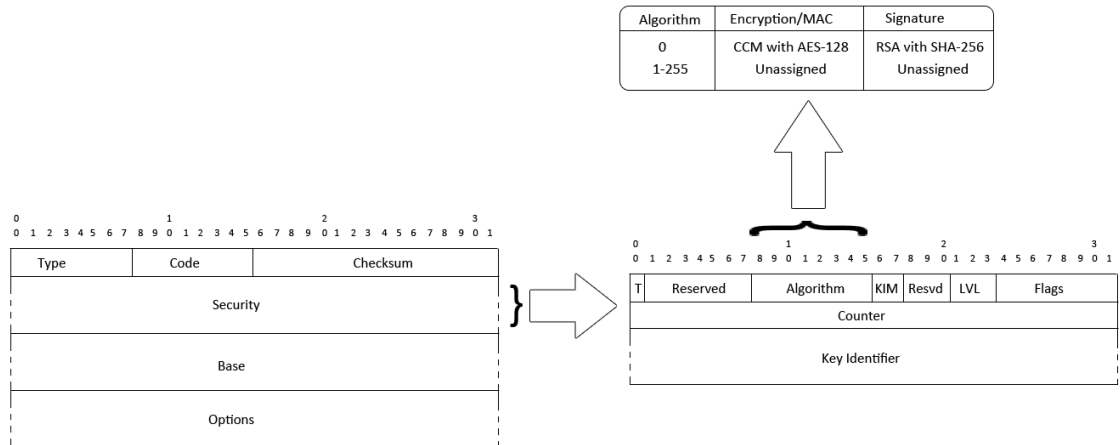 Algorithm Encryption/MAC Signature
0 CCM with AES-128 RSA vith SHA-256
1-255 Unassigned Unassigned
0 1 2 3
0 1 2 3 4 5 6 7 8 9 0 1 2 3 4 5 6 7 8 9 0 1 2 3 4 5 6 7 8 9 0 1
Type Code Checksum
Security
Base
Options
0 1 2 3
0 1 2 3 4 5 6 7 8 9 0 1 2 3 4 5 6 7 8 9 0 1 2 3 4 5 6 7 8 9 0 1
T Reserved Algorithm KIM Resvd LVL Flags
Counter
Key Identifier